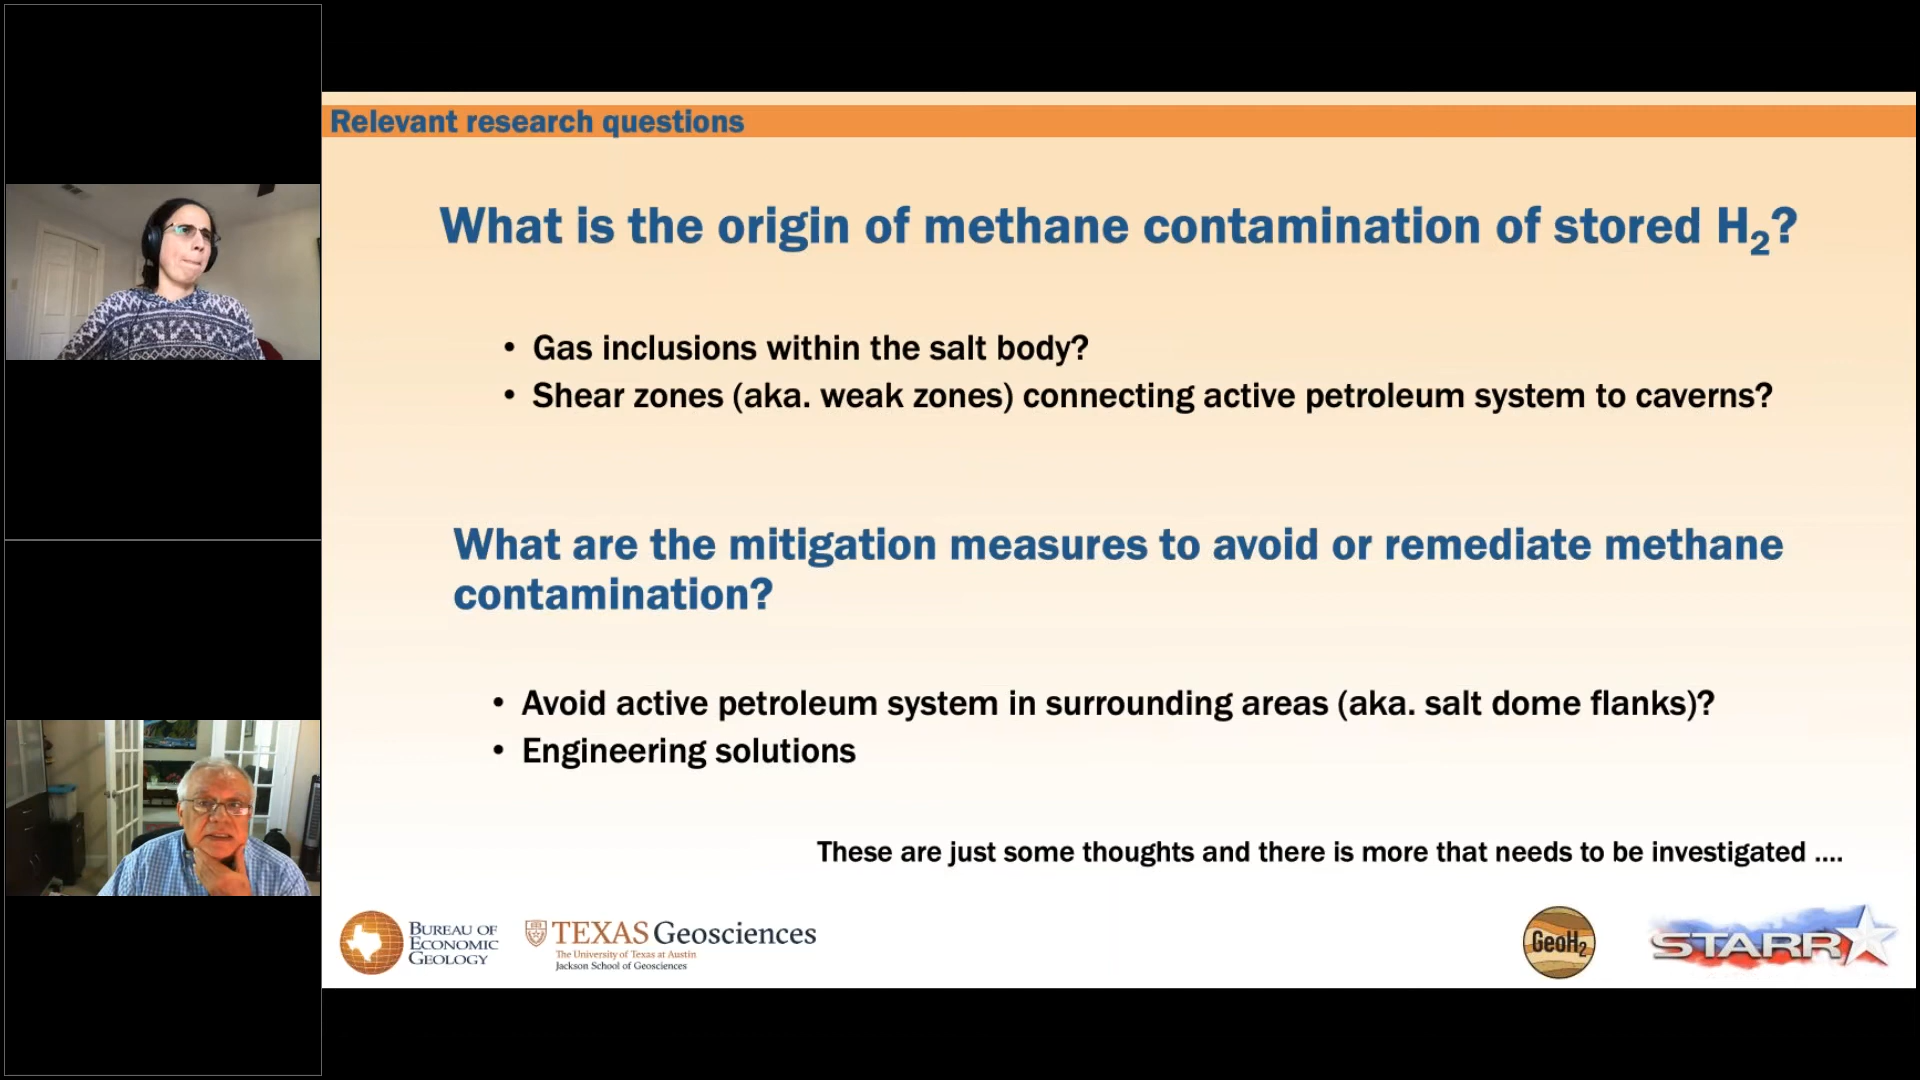 Relevant research questions
What is the origin of methane contamination of stored H₂?
• Gas inclusions within the salt body?
• Shear zones (aka. weak zones) connecting active petroleum system to caverns?
What are the mitigation measures to avoid or remediate methane
contamination?
• Avoid active petroleum system in surrounding areas (aka. salt dome flanks)?
• Engineering solutions
These are just some thoughts and there is more that needs to be investigated ....
BUREAU OF
ECONOMIC
GEOLOGY
TEXAS Geosciences
The University of Texas at Austin
Jackson School of Geosciences
GeoH₂
STARR